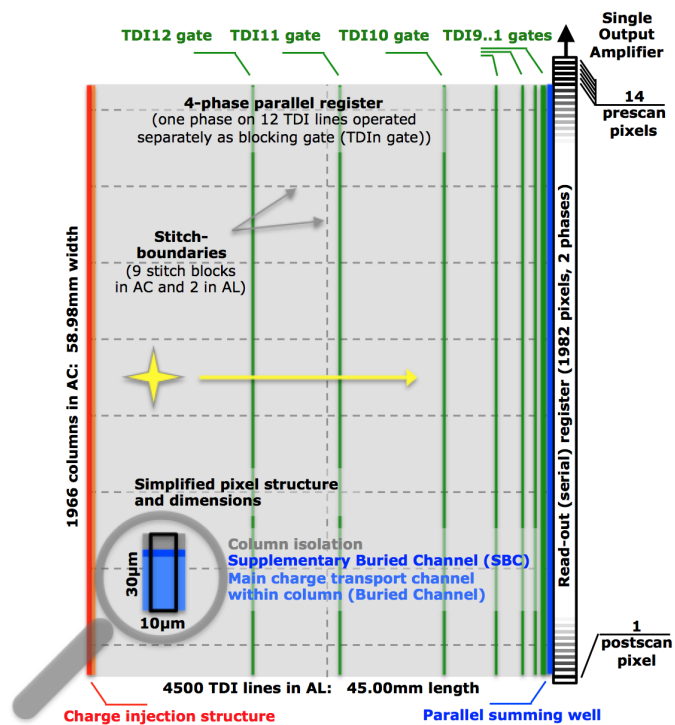 TDI12 gate
TDI11 gate
TDI10 gate
TDI9..1 gates
Single
Output
Amplifier
14
prescan
pixels
4-phase parallel register
(one phase on 12 TDI lines operated
separately as blocking gate (TDIn gate))
Stitch-
boundaries
(9 stitch blocks
in AC and 2 in AL)
1966 columns in AC: 58.98mm width
Read-out (serial) register (1982 pixels, 2 phases)
Simplified pixel structure
and dimensions
30µm
10µm
Column isolation
Supplementary Buried Channel (SBC)
Main charge transport channel
within column (Buried Channel)
1
postscan
pixel
4500 TDI lines in AL: 45.00mm length
Charge injection structure
Parallel summing well